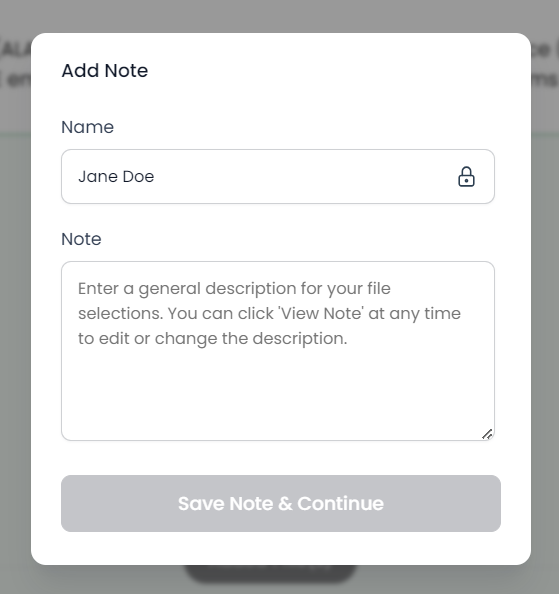 Add Note
Name
Jane Doe
Note
Enter a general description for your file
selections. You can click 'View Note' at any time
to edit or change the description.
Save Note & Continue